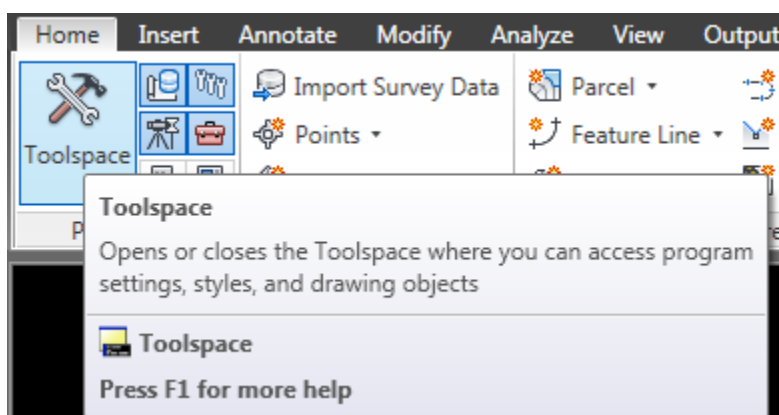 Home Insert Annotate Modify Analyze View Output
Import Survey Data Parcel
Points Feature Line
Toolspace
Toolspace
Opens or closes the Toolspace where you can access program
settings, styles, and drawing objects
Toolspace
Press F1 for more help